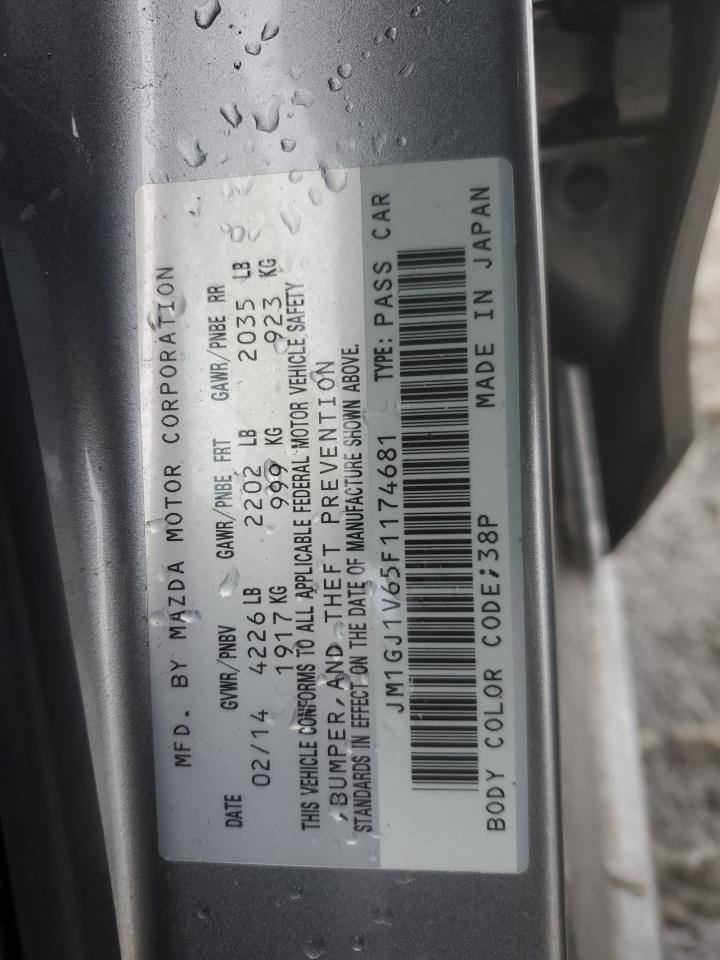 MFD. BY MAZDA MOTOR CORPORATION
DATE GVWR/PNBV GAWR/PNBE FRT GAWR/PNBE RR
02/14 4226 LB 2202 LB 2035 LB
1917 KG 999 KG 923 KG
THIS VEHICLE CONFORMS TO ALL APPLICABLE FEDERAL MOTOR VEHICLE SAFETY
,BUMPER,AND THEFT PREVENTION
STANDARDS IN EFFECT ON THE DATE OF MANUFACTURE SHOWN ABOVE.
JM1GJ1V65F1174681 TYPE: PASS CAR
BODY COLOR CODE;38P MADE IN JAPAN